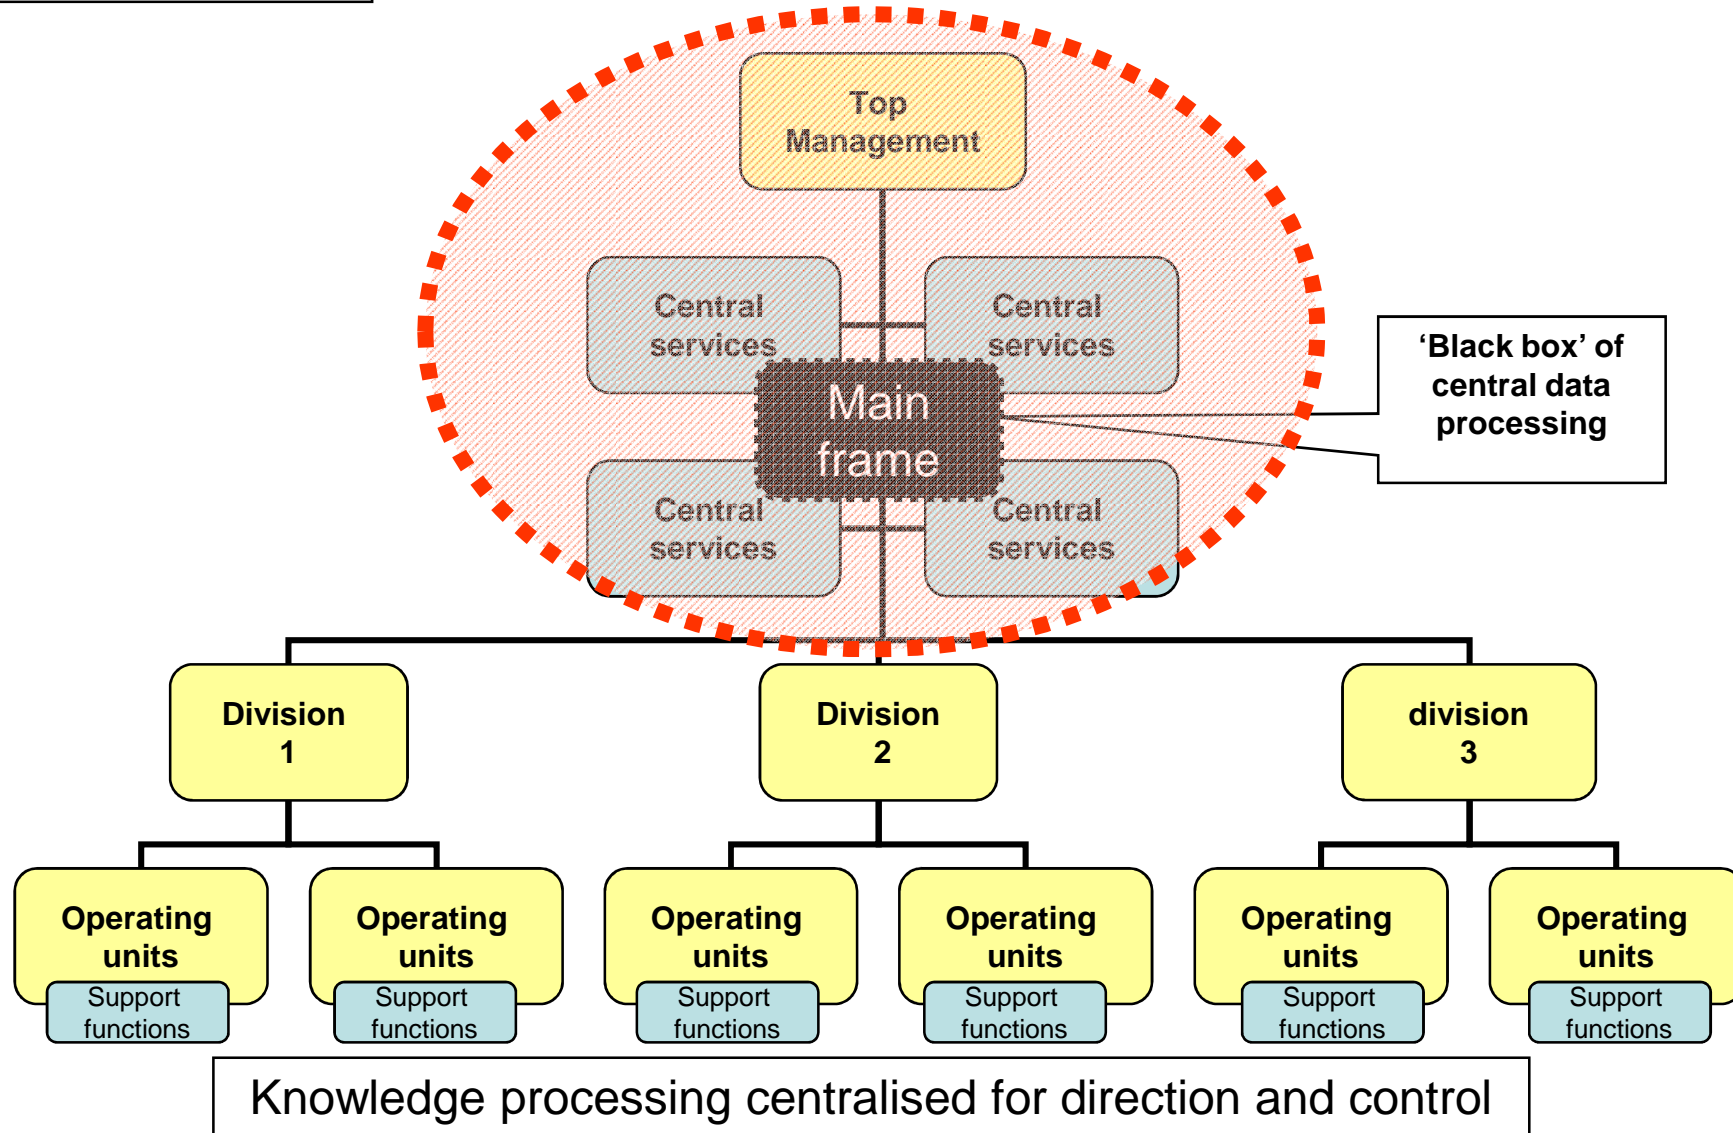 Top
Management
Central
services
Central
services
Main
frame
‘Black box’ of
central data
processing
Central
services
Central
services
Division
1
Division
2
division
3
Operating
units
Support
functions
Operating
units
Support
functions
Operating
units
Support
functions
Operating
units
Support
functions
Operating
units
Support
functions
Operating
units
Support
functions
Knowledge processing centralised for direction and control